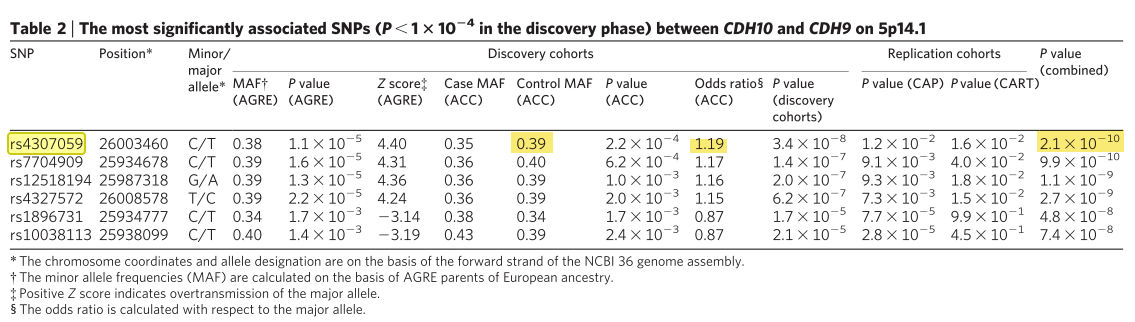 Table 2 | The most significantly associated SNPs (P < 1 × 10⁻⁴ in the discovery phase) between CDH10 and CDH9 on 5p14.1
SNP Position* Minor/major allele* Discovery cohorts Replication cohorts P value (combined)
MAF† (AGRE) P value (AGRE) Z score‡ (AGRE) Case MAF (ACC) Control MAF (ACC) P value (ACC) Odds ratio§ (ACC) P value (discovery cohorts) P value (CAP) P value (CART)
rs4307059 26003460 C/T 0.38 1.1 × 10⁻⁵ 4.40 0.35 0.39 2.2 × 10⁻⁴ 1.19 3.4 × 10⁻⁸ 1.2 × 10⁻² 1.6 × 10⁻² 2.1 × 10⁻¹⁰
rs7704909 25934678 C/T 0.39 1.6 × 10⁻⁵ 4.31 0.36 0.40 6.2 × 10⁻⁴ 1.17 1.4 × 10⁻⁷ 9.1 × 10⁻³ 4.0 × 10⁻² 9.9 × 10⁻¹⁰
rs12518194 25987318 G/A 0.39 1.3 × 10⁻⁵ 4.36 0.36 0.39 1.0 × 10⁻³ 1.16 2.0 × 10⁻⁷ 9.3 × 10⁻³ 1.8 × 10⁻² 1.1 × 10⁻⁹
rs4327572 26008578 T/C 0.39 2.2 × 10⁻⁵ 4.24 0.36 0.39 2.0 × 10⁻³ 1.15 6.2 × 10⁻⁷ 7.3 × 10⁻³ 1.5 × 10⁻² 2.7 × 10⁻⁹
rs1896731 25934777 C/T 0.34 1.7 × 10⁻³ −3.14 0.38 0.34 1.7 × 10⁻³ 0.87 1.7 × 10⁻⁵ 7.7 × 10⁻⁵ 9.9 × 10⁻¹ 4.8 × 10⁻⁸
rs10038113 25938099 C/T 0.40 1.4 × 10⁻³ −3.19 0.43 0.39 2.4 × 10⁻³ 0.87 2.1 × 10⁻⁵ 2.8 × 10⁻⁵ 4.5 × 10⁻¹ 7.4 × 10⁻⁸
* The chromosome coordinates and allele designation are on the basis of the forward strand of the NCBI 36 genome assembly.
† The minor allele frequencies (MAF) are calculated on the basis of AGRE parents of European ancestry.
‡ Positive Z score indicates overtransmission of the major allele.
§ The odds ratio is calculated with respect to the major allele.